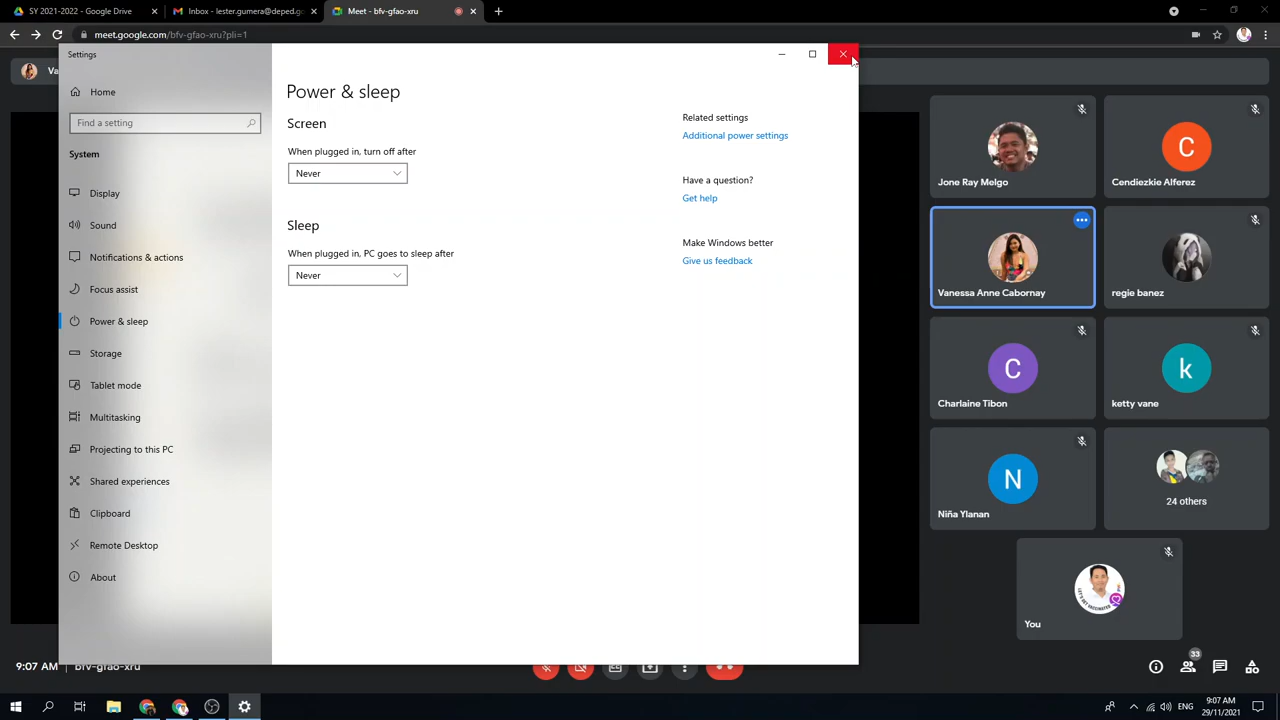 SY 2021-2022 - Google Drive
Inbox - lester.gumera@deped.g
Meet - bfv-gfao-xru
meet.google.com/bfv-gfao-xru?pli=1
Settings
Va
Home
Find a setting
System
Display
Sound
Notifications & actions
Focus assist
Power & sleep
Storage
Tablet mode
Multitasking
Projecting to this PC
Shared experiences
Clipboard
Remote Desktop
About
Power & sleep
Screen
When plugged in, turn off after
Never
Sleep
When plugged in, PC goes to sleep after
Never
Related settings
Additional power settings
Have a question?
Get help
Make Windows better
Give us feedback
Jone Ray Melgo
C
Cora Jackie Alferez
Vanessa Anne Cabornay
regie banez
C
Charlaine Tibon
k
ketty vane
N
Niña Ylanan
24 others
You
9:07 AM
bfv-gfao-xru
33
ENG
9:07 AM
29/11/2021